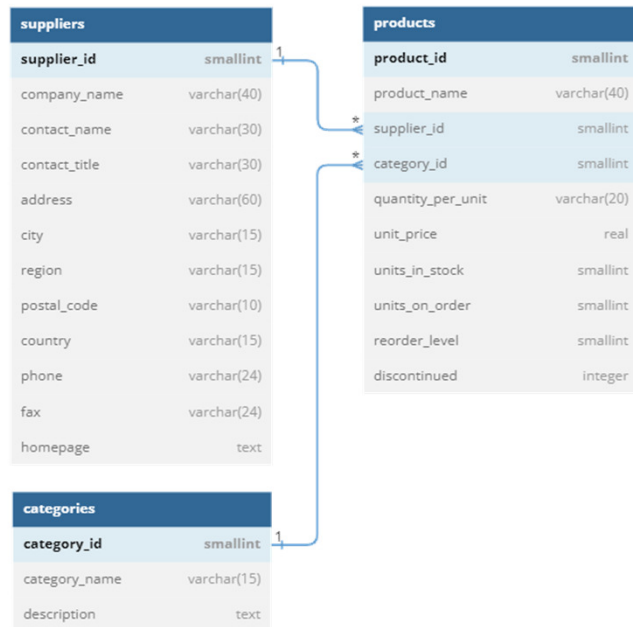 suppliers
supplier_id smallint
company_name varchar(40)
contact_name varchar(30)
contact_title varchar(30)
address varchar(60)
city varchar(15)
region varchar(15)
postal_code varchar(10)
country varchar(15)
phone varchar(24)
fax varchar(24)
homepage text
1
products
product_id smallint
product_name varchar(40)
* supplier_id smallint
* category_id smallint
quantity_per_unit varchar(20)
unit_price real
units_in_stock smallint
units_on_order smallint
reorder_level smallint
discontinued integer
categories
category_id smallint 1
category_name varchar(15)
description text